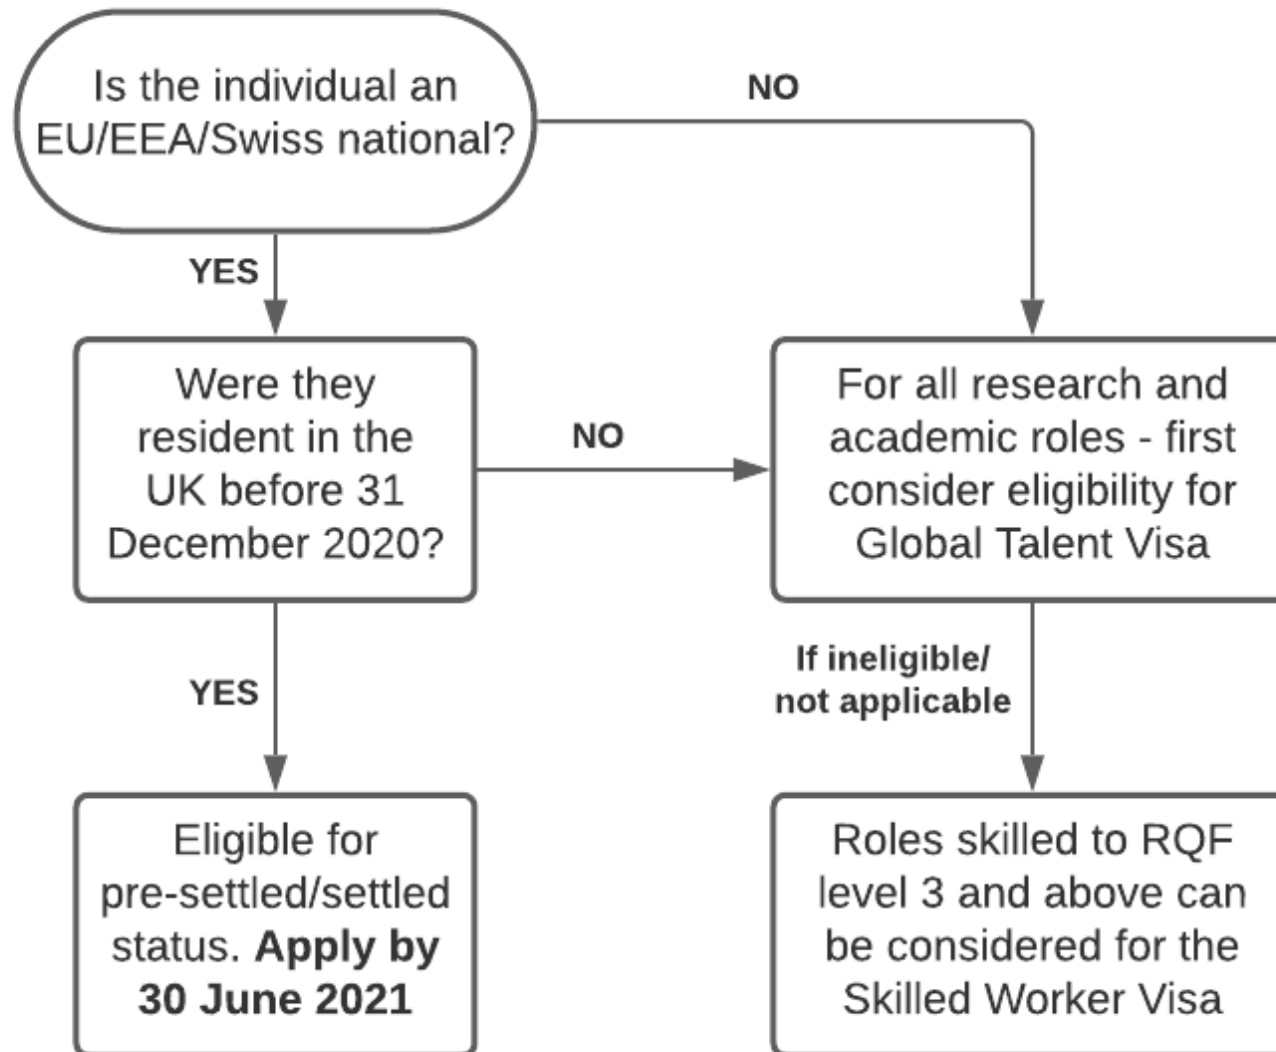 Is the individual an
EU/EEA/Swiss national?
NO
YES
Were they
resident in the
UK before 31
December 2020?
NO
For all research and
academic roles - first
consider eligibility for
Global Talent Visa
YES
If ineligible/
not applicable
Eligible for
pre-settled/settled
status. Apply by
30 June 2021
Roles skilled to RQF
level 3 and above can
be considered for the
Skilled Worker Visa